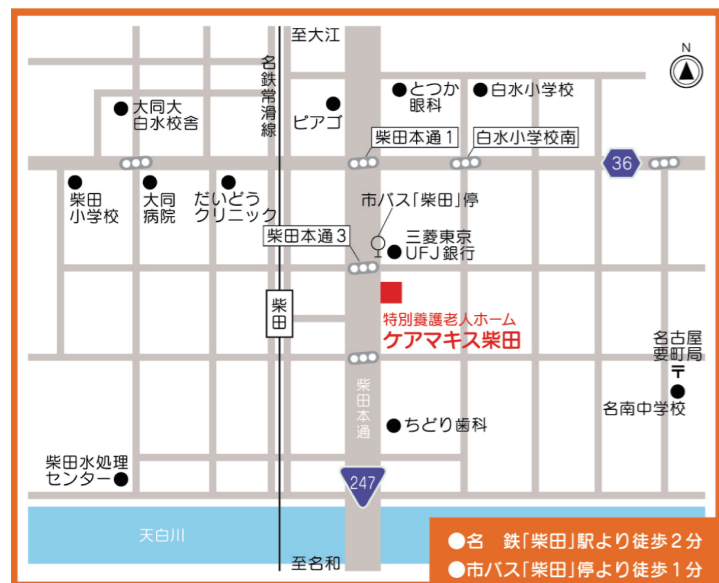 至大江
N
名鉄常滑線
大同大
白水校舎
ピアゴ
とつか
眼科
白水小学校
柴田本通1
白水小学校南
36
柴田
小学校
大同
病院
だいどう
クリニック
市バス「柴田」停
柴田本通3
三菱東京
UFJ銀行
柴田
特別養護老人ホーム
ケアマキス柴田
名古屋
要町局
〒
名南中学校
柴田本通
ちどり歯科
柴田水処理
センター
247
天白川
至名和
●名 鉄「柴田」駅より徒歩2分
●市バス「柴田」停より徒歩1分